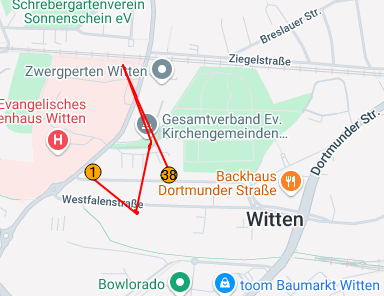 Schrebergartenverein
Sonnenschein eV
Breslauer Str.
Ziegelstraße
Zwergperten Witten
Evangelisches
enhaus Witten
H
Gesamtverband Ev.
Kirchengemeinden...
Dortmunder Str.
1
38
Backhaus
Dortmunder Straße
Westfalenstraße
Witten
Bowlorado
toom Baumarkt Witten